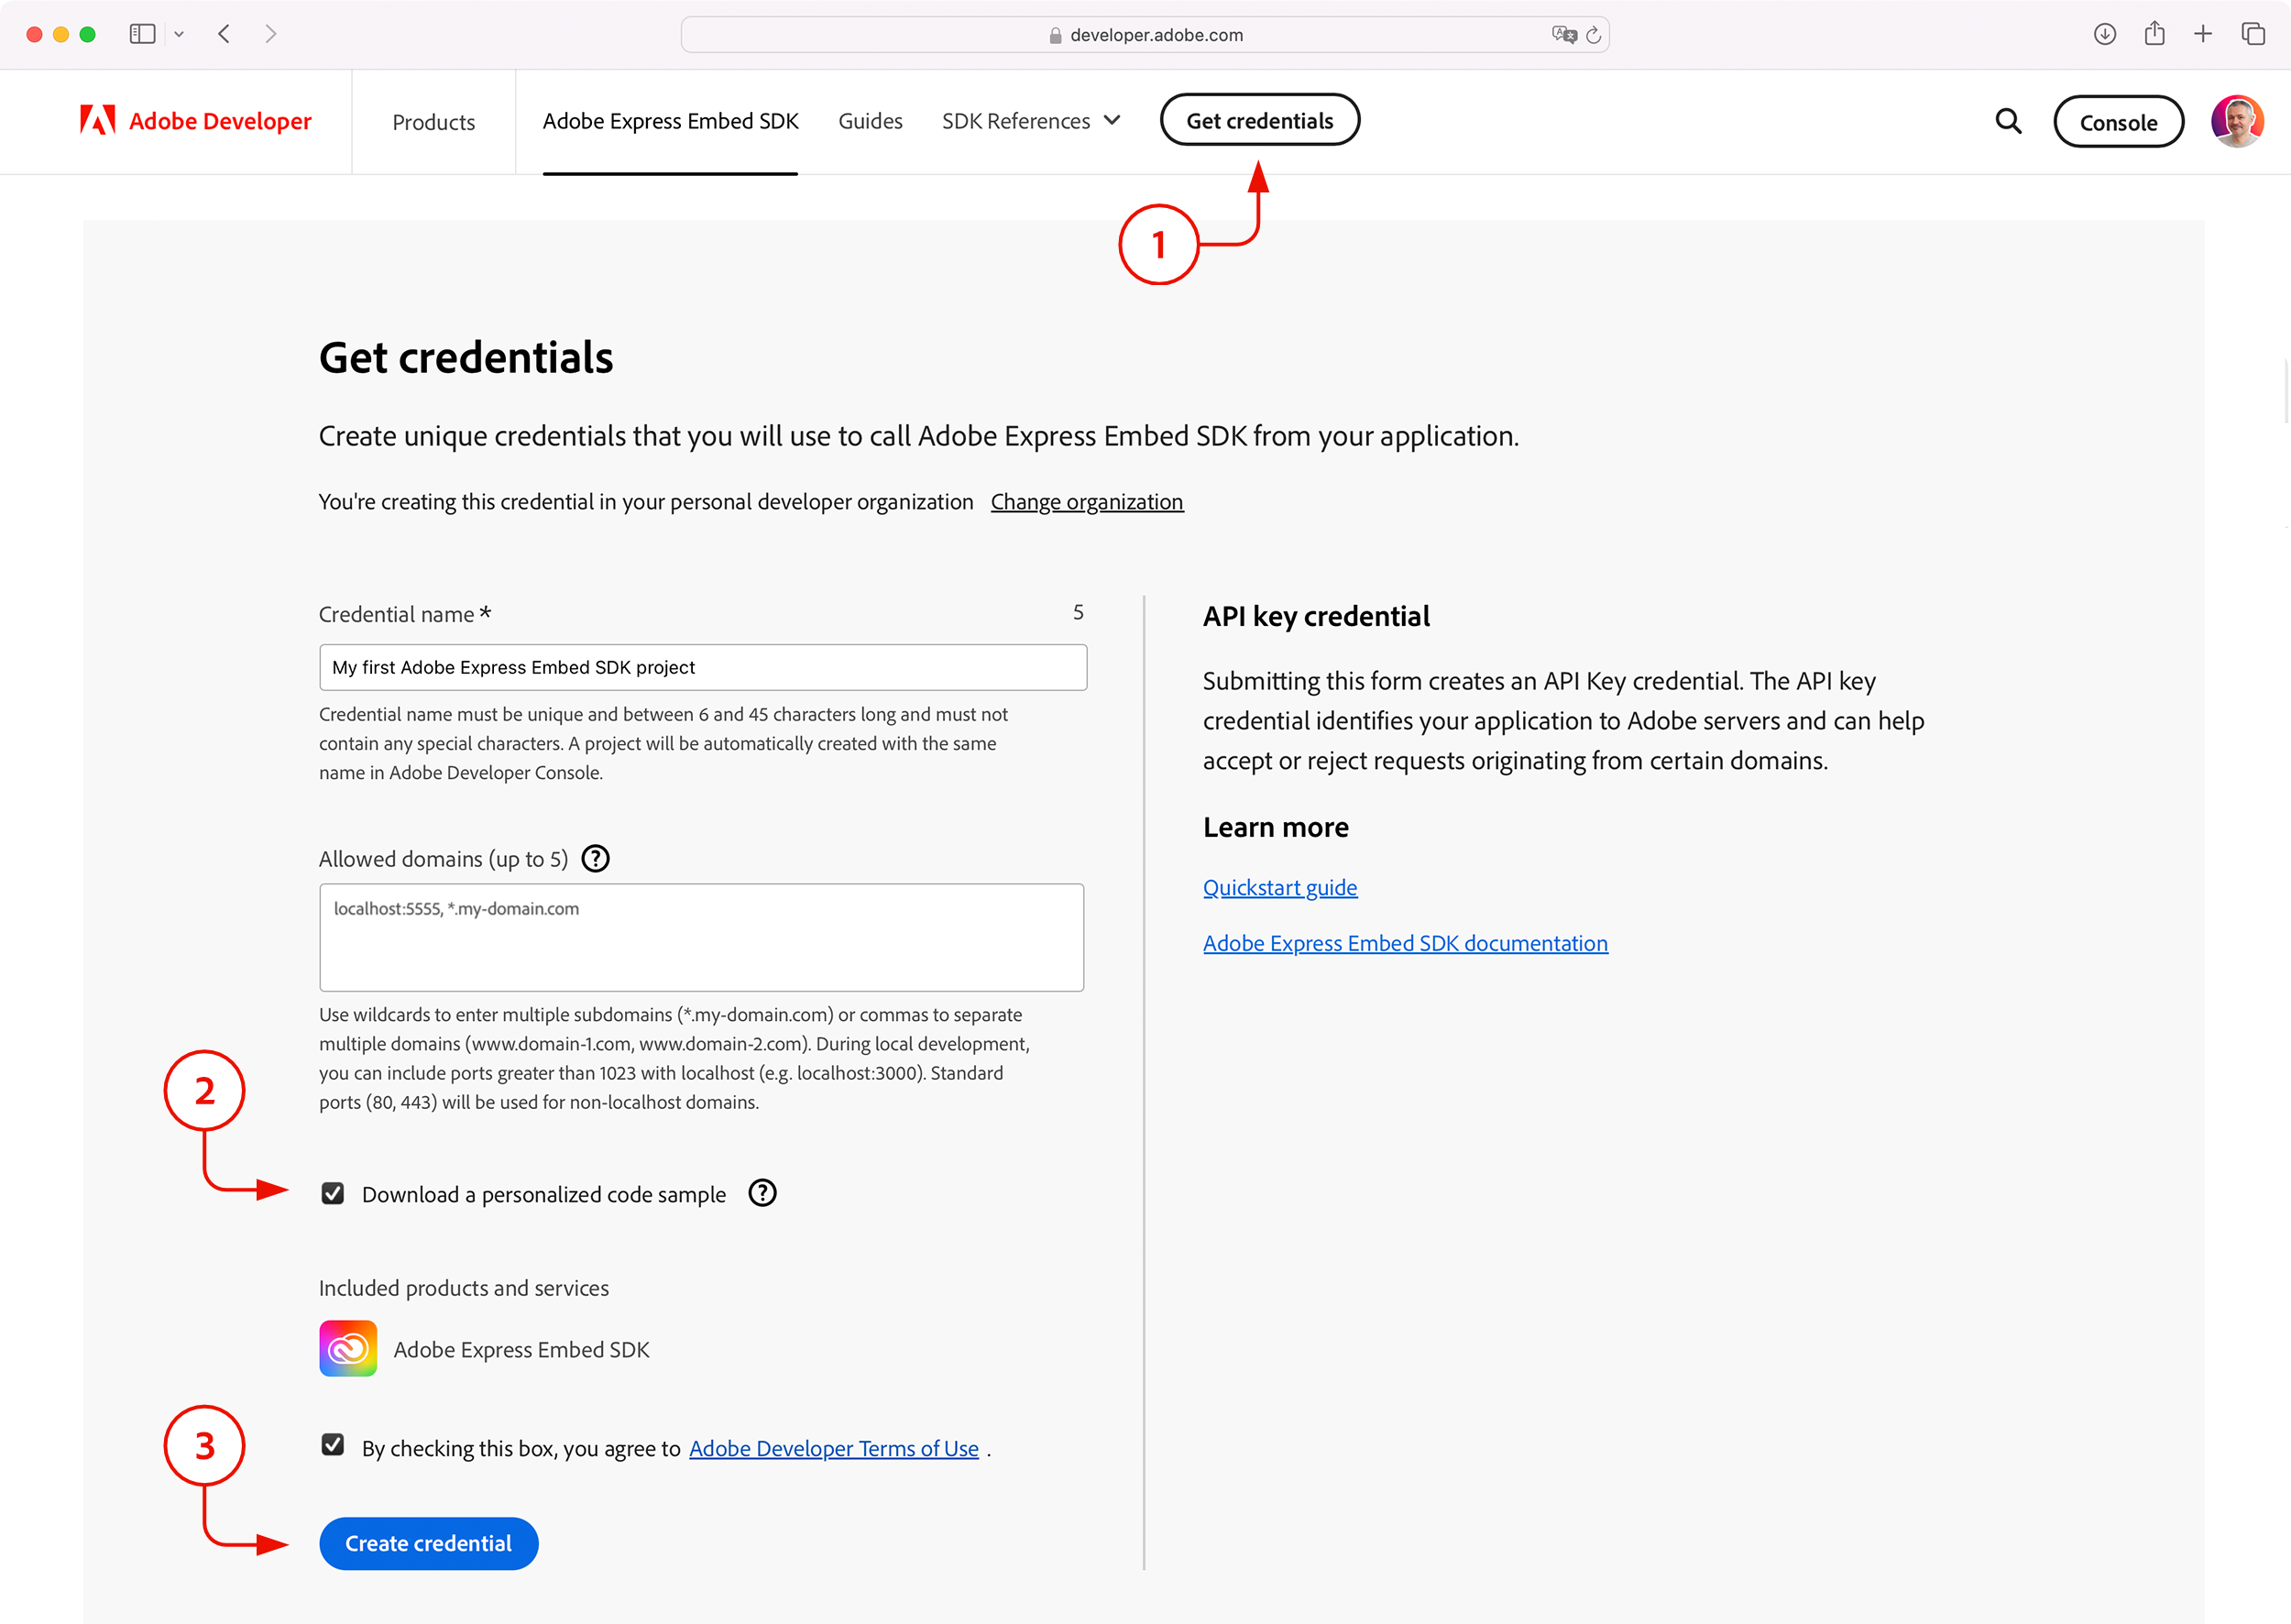 developer.adobe.com
Adobe Developer
Products
Adobe Express Embed SDK
Guides
SDK References
Get credentials
Console
1
Get credentials
Create unique credentials that you will use to call Adobe Express Embed SDK from your application.
You're creating this credential in your personal developer organization Change organization
Credential name *
5
My first Adobe Express Embed SDK project
Credential name must be unique and between 6 and 45 characters long and must not
contain any special characters. A project will be automatically created with the same
name in Adobe Developer Console.
Allowed domains (up to 5) ?
localhost:5555, *.my-domain.com
Use wildcards to enter multiple subdomains (*.my-domain.com) or commas to separate
multiple domains (www.domain-1.com, www.domain-2.com). During local development,
you can include ports greater than 1023 with localhost (e.g. localhost:3000). Standard
ports (80, 443) will be used for non-localhost domains.
2
Download a personalized code sample ?
Included products and services
Adobe Express Embed SDK
3
By checking this box, you agree to Adobe Developer Terms of Use .
Create credential
API key credential
Submitting this form creates an API Key credential. The API key
credential identifies your application to Adobe servers and can help
accept or reject requests originating from certain domains.
Learn more
Quickstart guide
Adobe Express Embed SDK documentation